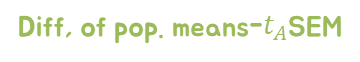 Diff, of pop. means-t_A SEM